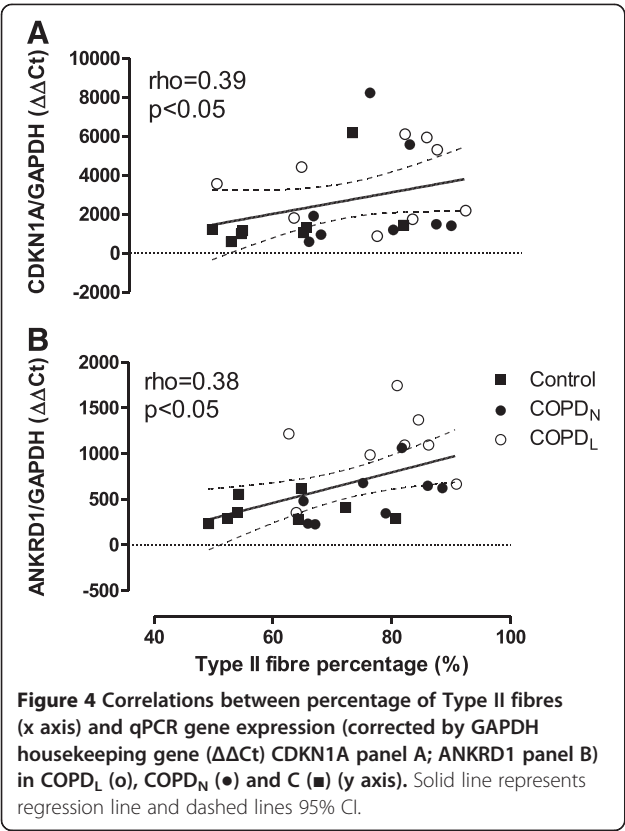 A
CDKN1A/GAPDH (ΔΔCt)
10000
8000
6000
4000
2000
0
-2000
rho=0.39
p<0.05
B
ANKRD1/GAPDH (ΔΔCt)
2000
1500
1000
500
0
-500
rho=0.38
p<0.05
Control
COPDN
COPDL
40 60 80 100
Type II fibre percentage (%)
Figure 4 Correlations between percentage of Type II fibres
(x axis) and qPCR gene expression (corrected by GAPDH
housekeeping gene (ΔΔCt) CDKN1A panel A; ANKRD1 panel B)
in COPDL (o), COPDN (●) and C (■) (y axis). Solid line represents
regression line and dashed lines 95% CI.